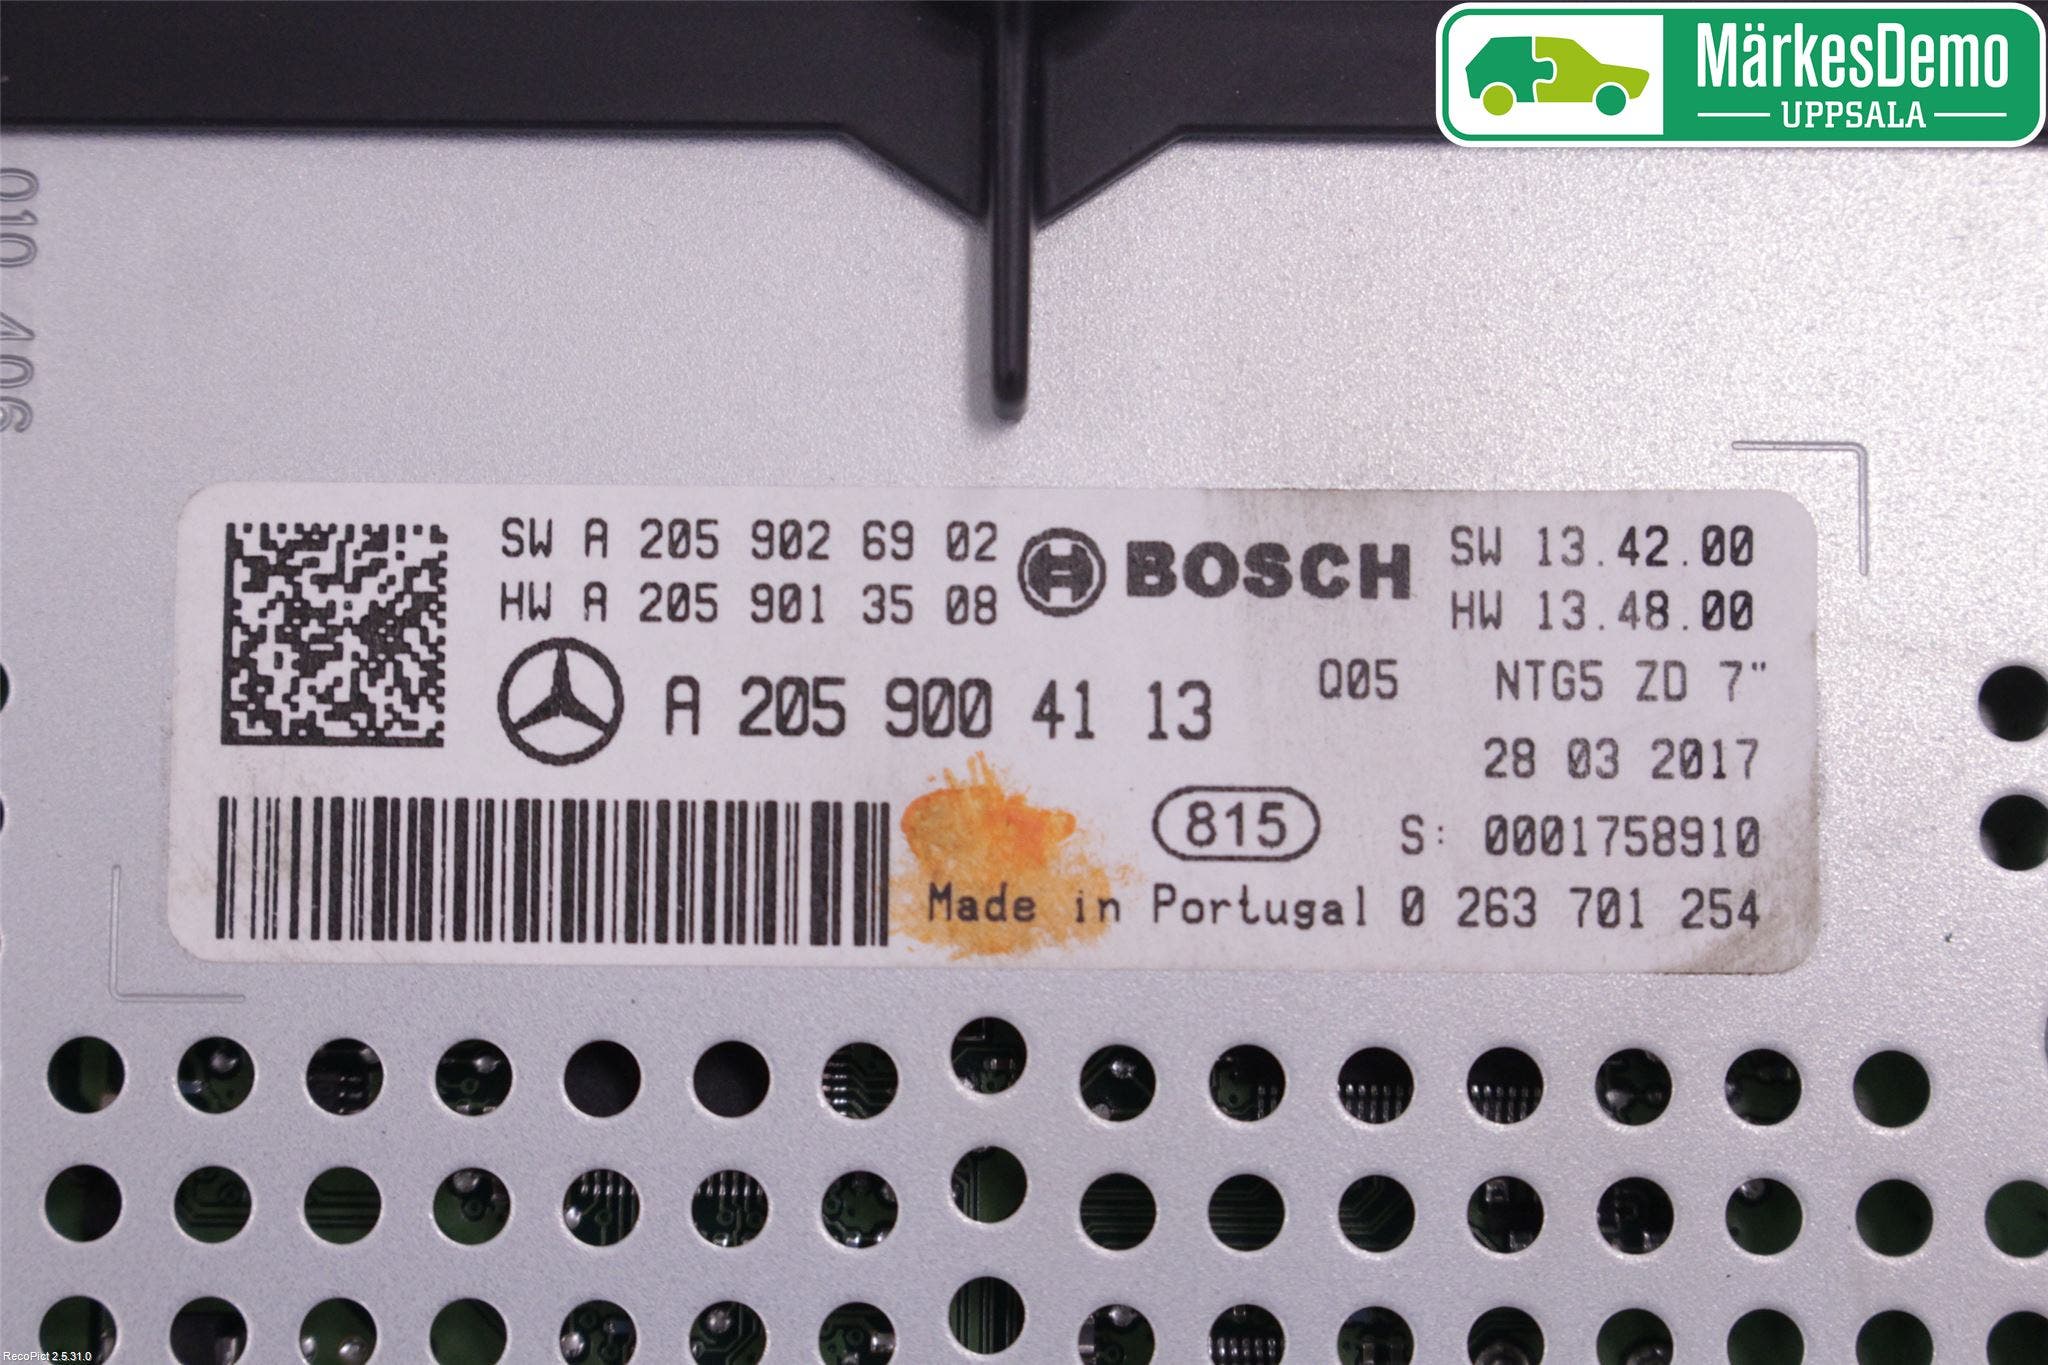 MärkesDemo
UPPSALA
010 406
SW A 205 902 69 02
HW A 205 901 35 08
BOSCH
SW 13.42.00
HW 13.48.00
A 205 900 41 13
Q05 NTG5 ZD 7"
28 03 2017
815
S: 0001758910
Made in Portugal 0 263 701 254
RecoPict 2.5.31.0